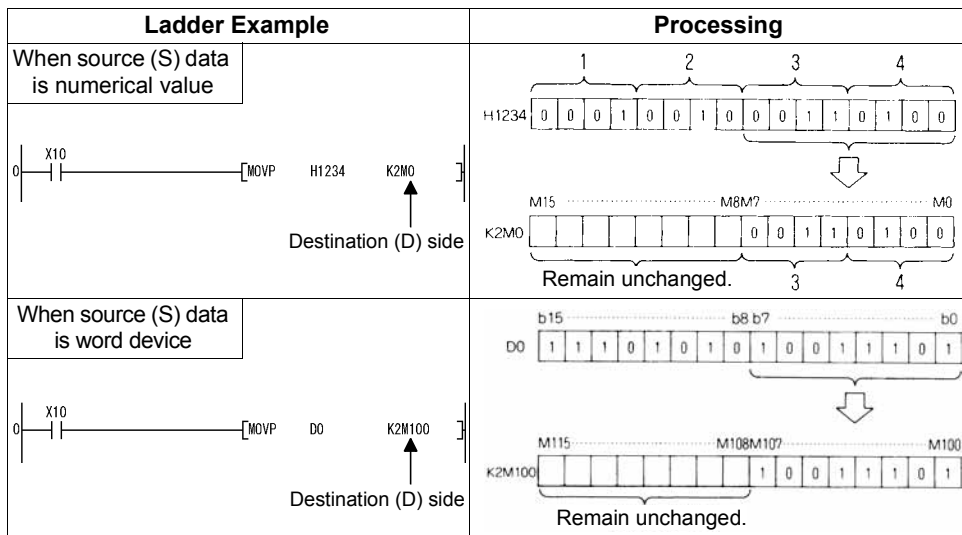 Ladder Example Processing
When source (S) data
is numerical value
0 X10 MOVP H1234 K2M0
Destination (D) side
1 2 3 4
H1234 0 0 0 1 0 0 1 0 0 0 1 1 0 1 0 0
M15 M8M7 M0
K2M0 0 0 1 1 0 1 0 0
Remain unchanged. 3 4
When source (S) data
is word device
0 X10 MOVP D0 K2M100
Destination (D) side
b15 b8 b7 b0
D0 1 1 1 0 1 0 1 0 1 0 0 1 1 1 0 1
M115 M108M107 M100
K2M100 1 0 0 1 1 1 0 1
Remain unchanged.